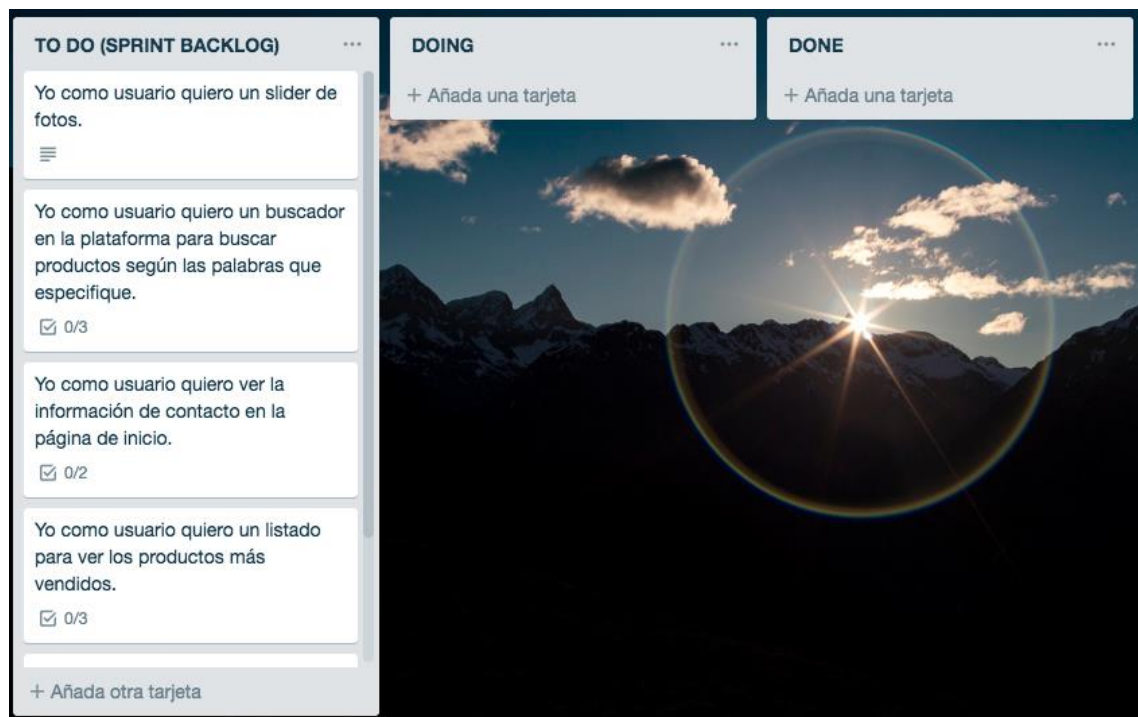 TO DO (SPRINT BACKLOG)
Yo como usuario quiero un slider de
fotos.
Yo como usuario quiero un buscador
en la plataforma para buscar
productos según las palabras que
especifique.
0/3
Yo como usuario quiero ver la
información de contacto en la
página de inicio.
0/2
Yo como usuario quiero un listado
para ver los productos más
vendidos.
0/3
+ Añada otra tarjeta
DOING
+ Añada una tarjeta
DONE
+ Añada una tarjeta